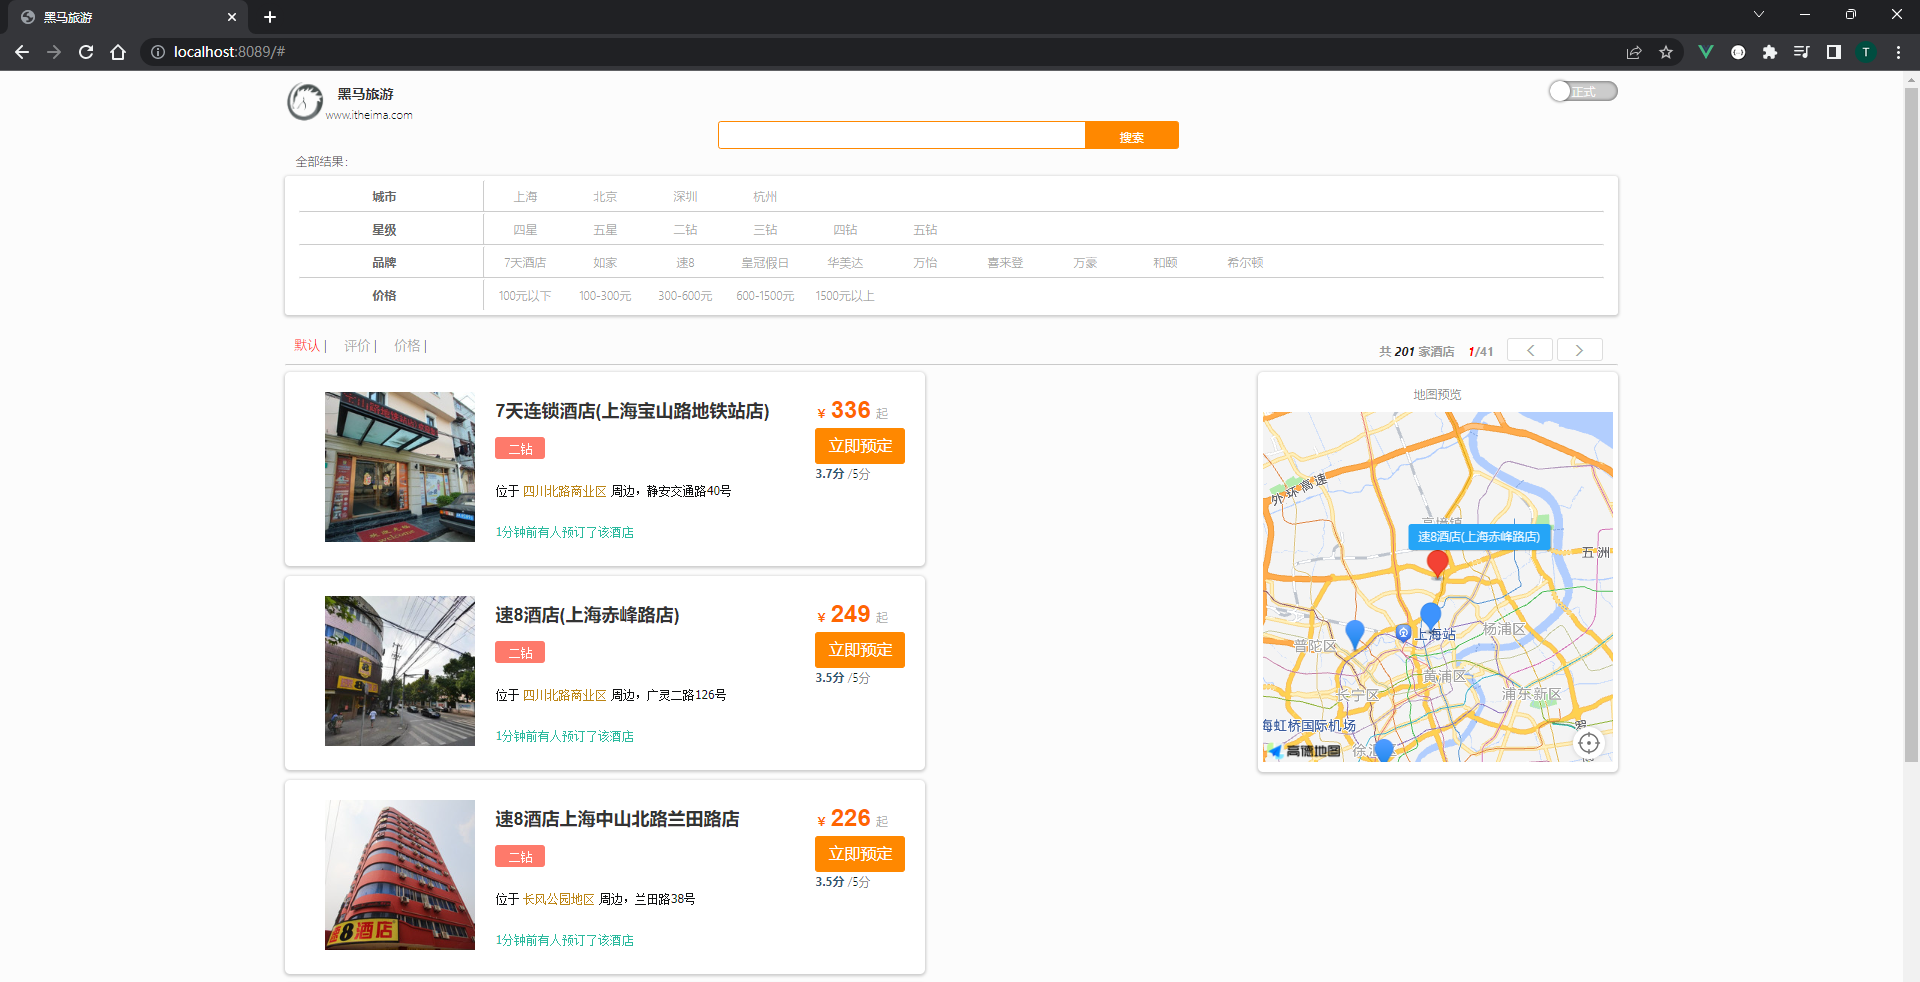 黑马旅游
localhost:8089/#
T
黑马旅游
www.itheima.com
正式
搜索
全部结果：
城市 上海 北京 深圳 杭州
星级 四星 五星 二钻 三钻 四钻 五钻
品牌 7天酒店 如家 速8 皇冠假日 华美达 万怡 喜来登 万豪 和颐 希尔顿
价格 100元以下 100-300元 300-600元 600-1500元 1500元以上
默认 | 评价 | 价格 |
共 201 家酒店 1/41
7天连锁酒店(上海宝山路地铁站店)
¥ 336 起
二钻
立即预定
3.7分 /5分
位于 四川北路商业区 周边，静安交通路40号
1分钟前有人预订了该酒店
速8酒店(上海赤峰路店)
¥ 249 起
二钻
立即预定
3.5分 /5分
位于 四川北路商业区 周边，广灵二路126号
1分钟前有人预订了该酒店
速8酒店上海中山北路兰田路店
¥ 226 起
二钻
立即预定
3.5分 /5分
位于 长风公园地区 周边，兰田路38号
1分钟前有人预订了该酒店
速8酒店
地图预览
外环高速
高境镇
速8酒店(上海赤峰路店)
五洲
上海站
杨浦区
普陀区
黄浦区
长宁区
浦东新区
海虹桥国际机场
高德地图
徐汇区